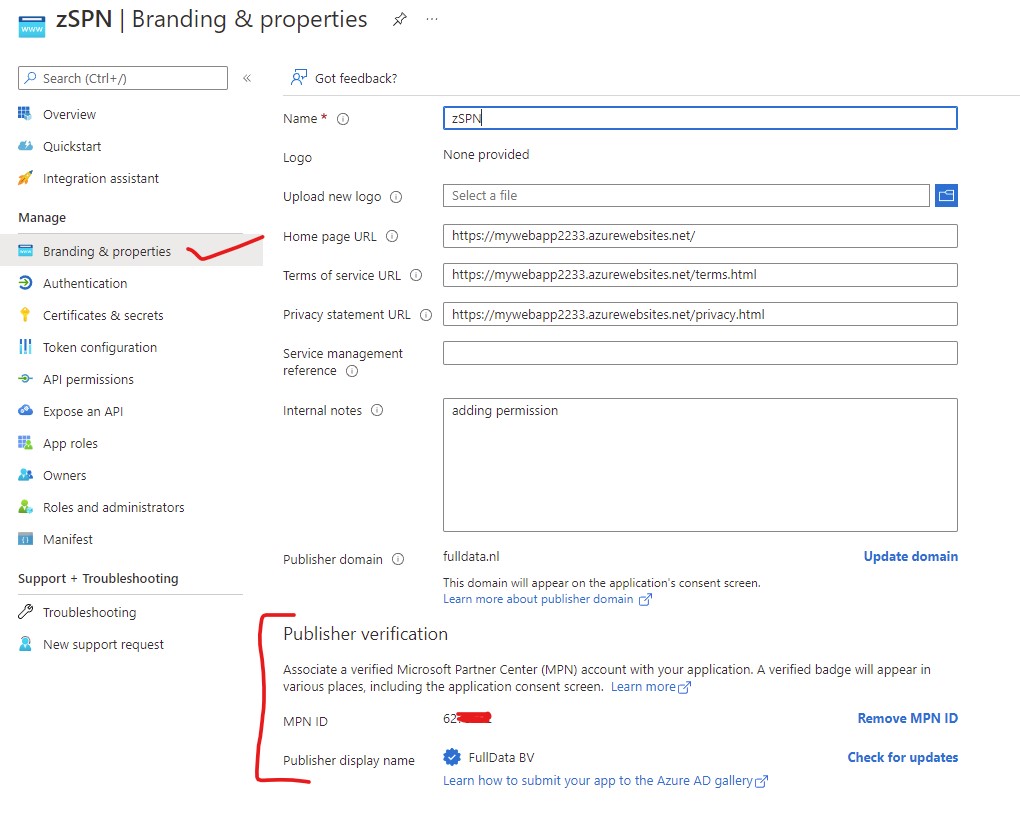 zSPN | Branding & properties
Search (Ctrl+/)
«
Got feedback?
Overview
Quickstart
Integration assistant
Manage
Branding & properties
Authentication
Certificates & secrets
Token configuration
API permissions
Expose an API
App roles
Owners
Roles and administrators
Manifest
Support + Troubleshooting
Troubleshooting
New support request
Name *
zSPN
Logo
None provided
Upload new logo
Select a file
Home page URL
https://mywebapp2233.azurewebsites.net/
Terms of service URL
https://mywebapp2233.azurewebsites.net/terms.html
Privacy statement URL
https://mywebapp2233.azurewebsites.net/privacy.html
Service management
reference
Internal notes
adding permission
Publisher domain
fulldata.nl
Update domain
This domain will appear on the application's consent screen.
Learn more about publisher domain
Publisher verification
Associate a verified Microsoft Partner Center (MPN) account with your application. A verified badge will appear in
various places, including the application consent screen. Learn more
MPN ID
Remove MPN ID
Publisher display name
FullData BV
Check for updates
Learn how to submit your app to the Azure AD gallery